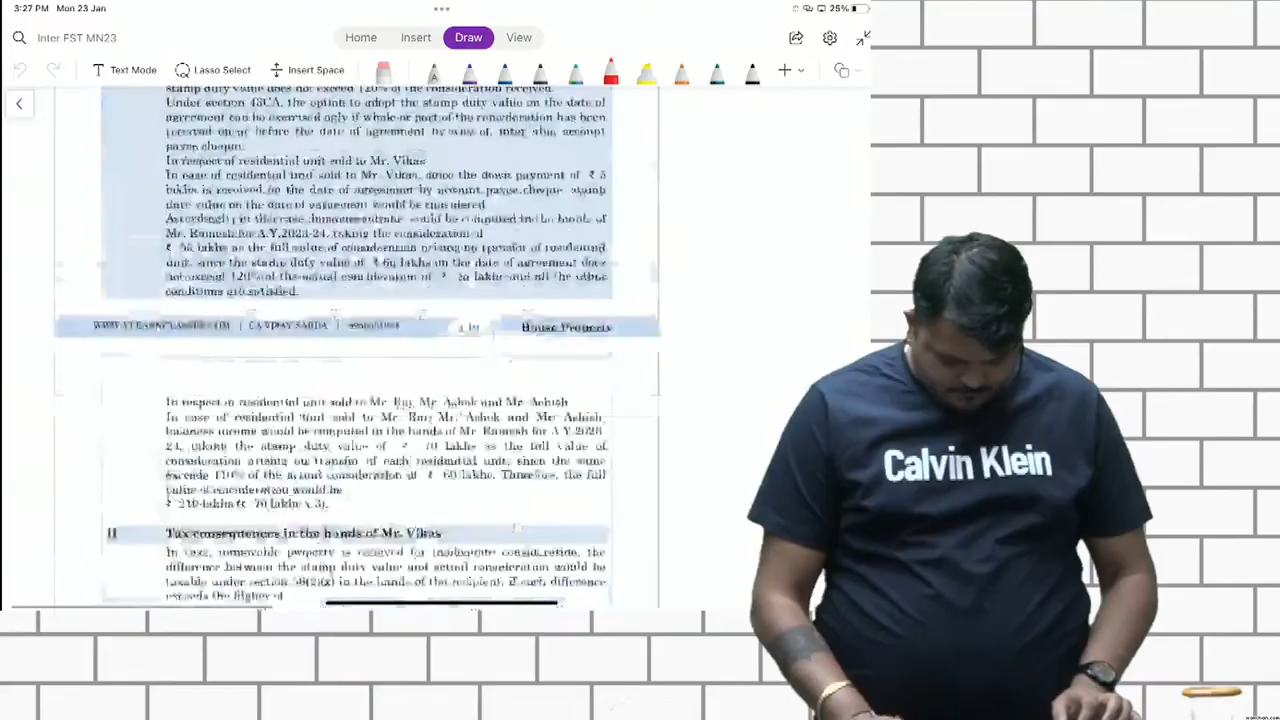 3:27 PM Mon 23 Jan
25%
Inter FST MN23
Home Insert Draw View
Text Mode Lasso Select Insert Space
stamp duty value does not exceed 120% of the consideration received.
Under section 43CA, the option to adopt the stamp duty value on the date of
agreement can be exercised only if whole or part of the consideration has been
received on or before the date of agreement by way of
In respect of residential unit sold to Mr. Vikas
In case of residential unit sold to Mr. Vikas, since the down payment of ₹ 5
lakhs is received on the date of agreement by account payee cheque, stamp
duty value on the date of agreement would be considered
Accordingly, in this case, would be computed in the hands of
Mr. Ramesh for A.Y.2023-24, taking the consideration of
lakhs as the full value of consideration arising on transfer of residential
unit, since the stamp duty value of lakhs on the date of agreement does
not exceed 120% of the actual consideration of lakhs and all the other
conditions are satisfied.
House Property
In respect of residential unit sold to Mr. Raj, Mr. Ashok and Mr. Ashish
In case of residential unit sold to Mr. Raj, Mr. Ashok and Mr. Ashish,
business income would be computed in the hands of Mr. Ramesh for A.Y.2023-
24, taking the stamp duty value of ₹ 70 lakhs as the full value of
consideration arising on transfer of each residential unit, since the same
exceeds 110% of the actual consideration of ₹ 60 lakhs. Therefore, the full
value of consideration would be
₹ 210 lakhs (₹ 70 lakhs x 3).
II Tax consequences in the hands of Mr. Vikas
In case, immovable property is received for inadequate consideration, the
difference between the stamp duty value and actual consideration would be
taxable under section 56(2)(x) in the hands of the recipient, if such difference
exceeds the higher of
Calvin Klein